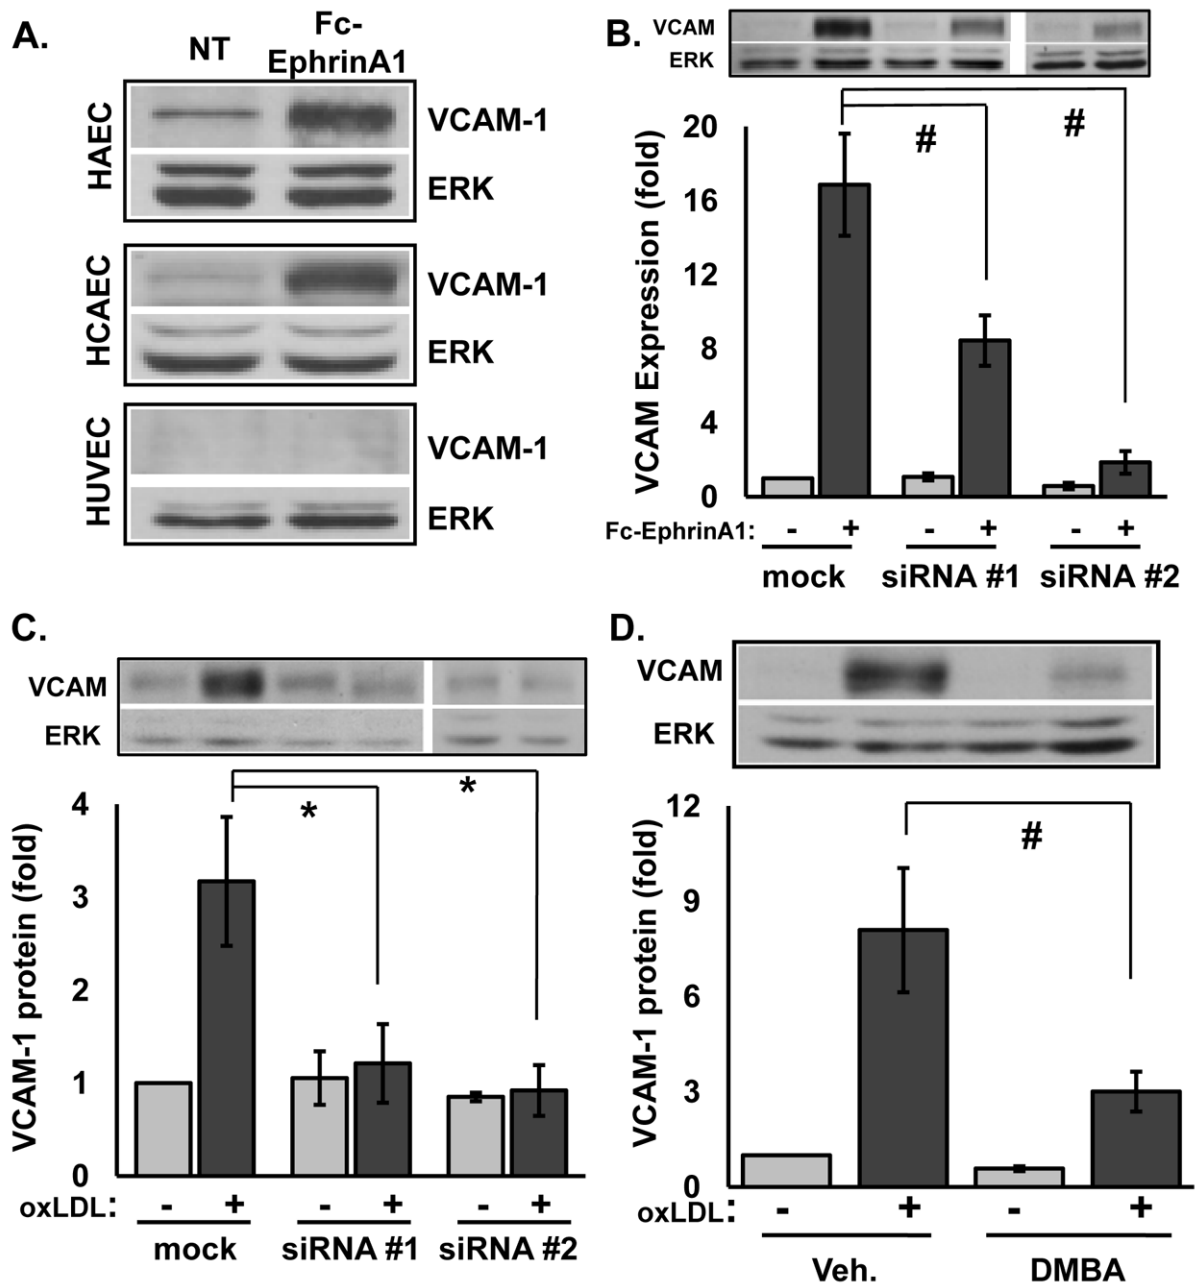 A.
NT
Fc-
EphrinA1
HAEC
VCAM-1
ERK
HCAEC
VCAM-1
ERK
HUVEC
VCAM-1
ERK
B.
VCAM
ERK
VCAM Expression (fold)
20
16
12
8
4
0
#
#
Fc-EphrinA1: - + - + - +
mock siRNA #1 siRNA #2
C.
VCAM
ERK
VCAM-1 protein (fold)
4
3
2
1
0
*
*
oxLDL: - + - + - +
mock siRNA #1 siRNA #2
D.
VCAM
ERK
VCAM-1 protein (fold)
12
9
6
3
0
#
oxLDL: - + - +
Veh. DMBA